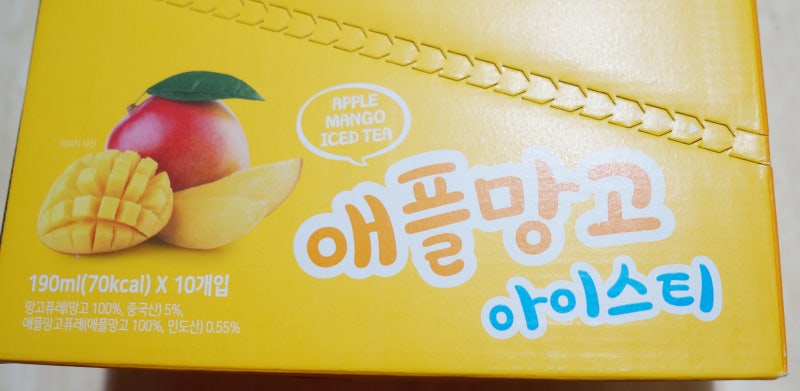 APPLE
MANGO
ICED TEA
이미지 사진
애플망고
아이스티
190ml(70kcal) X 10개입
망고퓨레(망고 100%, 중국산) 5%,
애플망고퓨레(애플망고 100%, 인도산) 0.55%